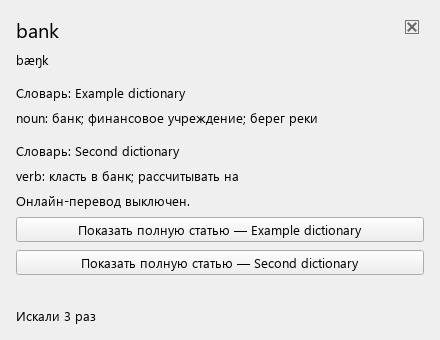 bank
bæŋk
Словарь: Example dictionary
noun: банк; финансовое учреждение; берег реки
Словарь: Second dictionary
verb: класть в банк; рассчитывать на
Онлайн-перевод выключен.
Показать полную статью — Example dictionary
Показать полную статью — Second dictionary
Искали 3 раз